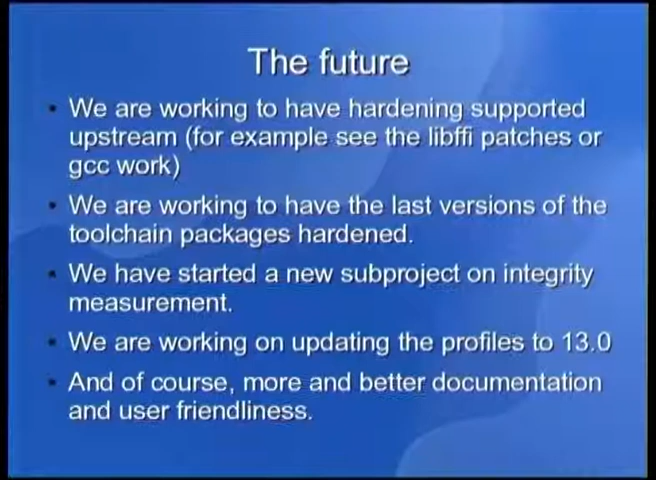 The future
• We are working to have hardening supported
upstream (for example see the libffi patches or
gcc work)
• We are working to have the last versions of the
toolchain packages hardened.
• We have started a new subproject on integrity
measurement.
• We are working on updating the profiles to 13.0
• And of course, more and better documentation
and user friendliness.